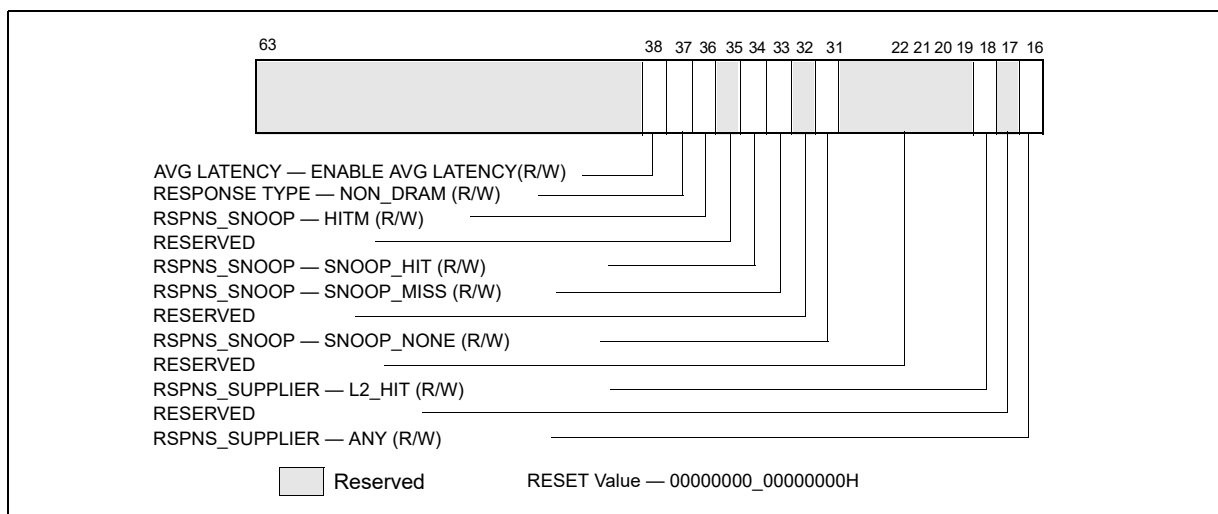 63 38 37 36 35 34 33 32 31 22 21 20 19 18 17 16
AVG LATENCY — ENABLE AVG LATENCY(R/W)
RESPONSE TYPE — NON_DRAM (R/W)
RSPNS_SNOOP — HITM (R/W)
RESERVED
RSPNS_SNOOP — SNOOP_HIT (R/W)
RSPNS_SNOOP — SNOOP_MISS (R/W)
RESERVED
RSPNS_SNOOP — SNOOP_NONE (R/W)
RESERVED
RSPNS_SUPPLIER — L2_HIT (R/W)
RESERVED
RSPNS_SUPPLIER — ANY (R/W)
Reserved RESET Value — 00000000_00000000H